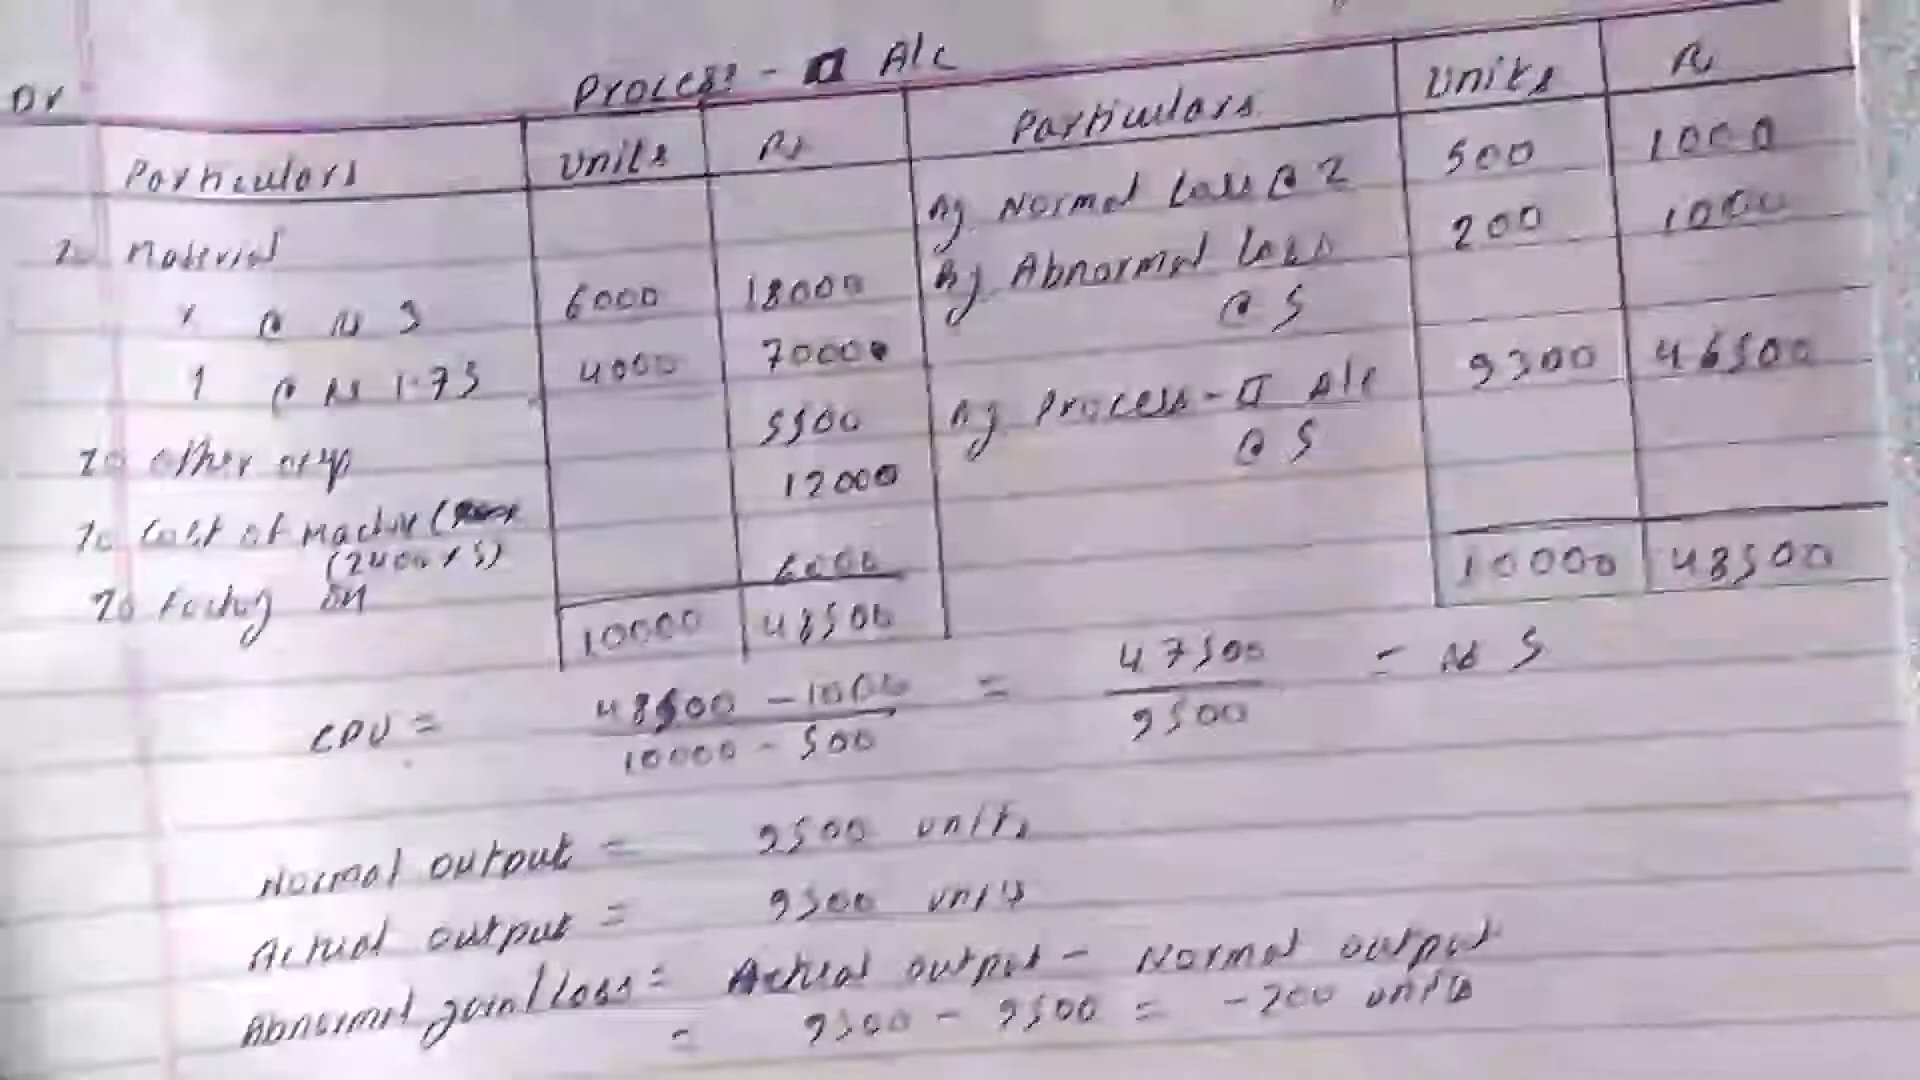 Dr Process - A/c
Particulars Units Rs Particulars Units Rs
To Material By Normal Loss @ 2 500 1000
X @ Rs 3 6000 18000 By Abnormal Loss @ 5 200 1000
Y @ Rs 1.75 4000 70000 By Process-II A/c @ 5 9300 46500
To other exp 5500
To Cost of Machine (2400 x 5) 12000
To Factory OH 6000
10000 48500 10000 48500
CPU = 48500 - 1000 / 10000 - 500 = 47500 / 9500 = Rs 5
Normal output = 9500 units
Actual output = 9300 units
Abnormal gain/loss = Actual output - Normal output
= 9300 - 9500 = -200 units